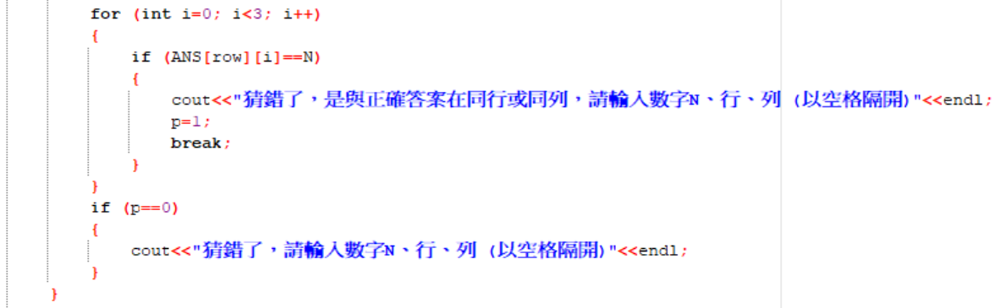 for (int i=0; i<3; i++)
{
if (ANS[row][i]==N)
{
cout<<"猜錯了，是與正確答案在同行或同列，請輸入數字N、行、列 (以空格隔開)"<<endl;
p=1;
break;
}
}
if (p==0)
{
cout<<"猜錯了，請輸入數字N、行、列 (以空格隔開)"<<endl;
}
}